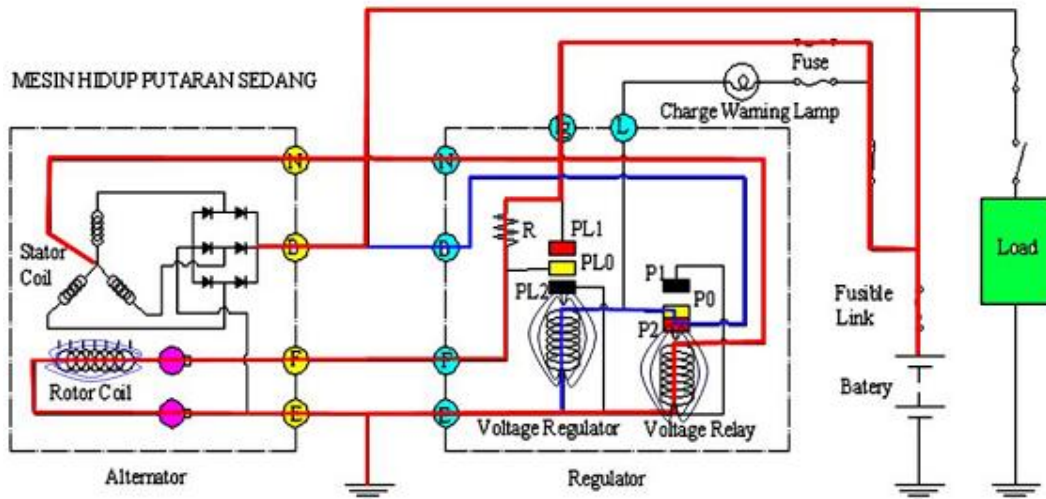 MESIN HIDUP PUTARAN SEDANG
Fuse
Charge Warning Lamp
Ig
L
N
N
Stator
Coil
B
B
R
PL1
PL0
PL2
P1
P0
P2
Load
Fusible
Link
Rotor Coil
F
F
E
E
Voltage Regulator
Voltage Relay
Batery
Alternator
Regulator